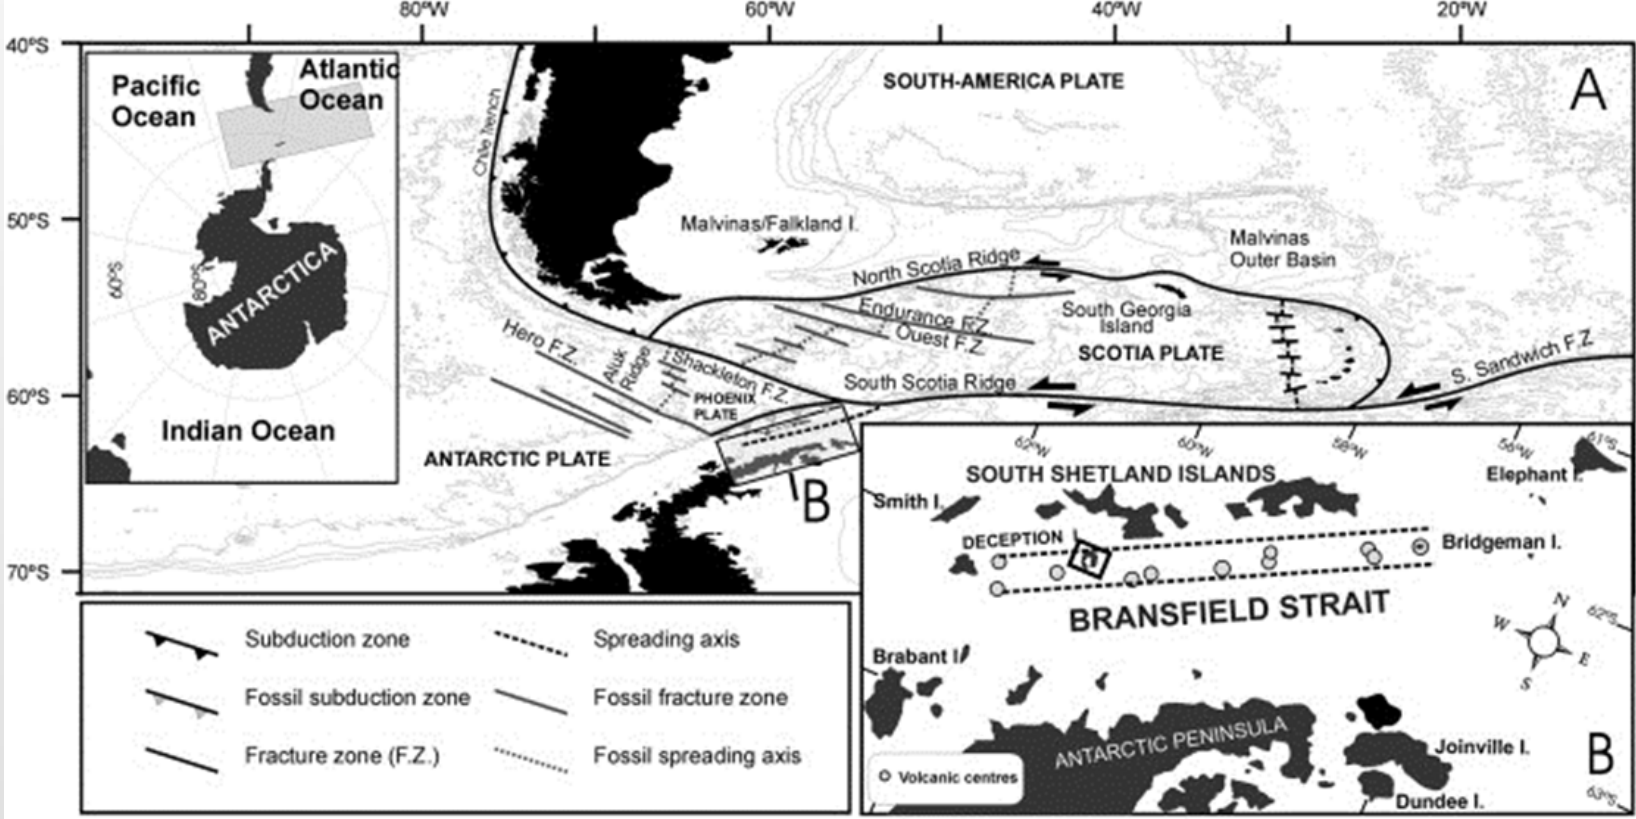 80°W
60°W
40°W
20°W
40°S
50°S
60°S
70°S
Pacific
Ocean
Atlantic
Ocean
60°S
80°S
ANTARCTICA
Indian Ocean
A
SOUTH-AMERICA PLATE
Chile trench
Malvinas/Falkland I.
Malvinas
Outer Basin
North Scotia Ridge
Endurance F.Z.
Ouest F.Z.
South Georgia
Island
SCOTIA PLATE
Hero F.Z.
Aluk
Ridge
Shackleton F.Z.
PHOENIX
PLATE
South Scotia Ridge
S. Sandwich F.Z
ANTARCTIC PLATE
B
Subduction zone
Fossil subduction zone
Fracture zone (F.Z.)
Spreading axis
Fossil fracture zone
Fossil spreading axis
62°W
60°W
58°W
56°W
61°S
SOUTH SHETLAND ISLANDS
Elephant I.
Smith I.
DECEPTION I.
Bridgeman I.
BRANSFIELD STRAIT
N
W
E
S
62°S
Brabant I.
ANTARCTIC PENINSULA
Joinville I.
Dundee I.
Volcanic centres
B
63°S